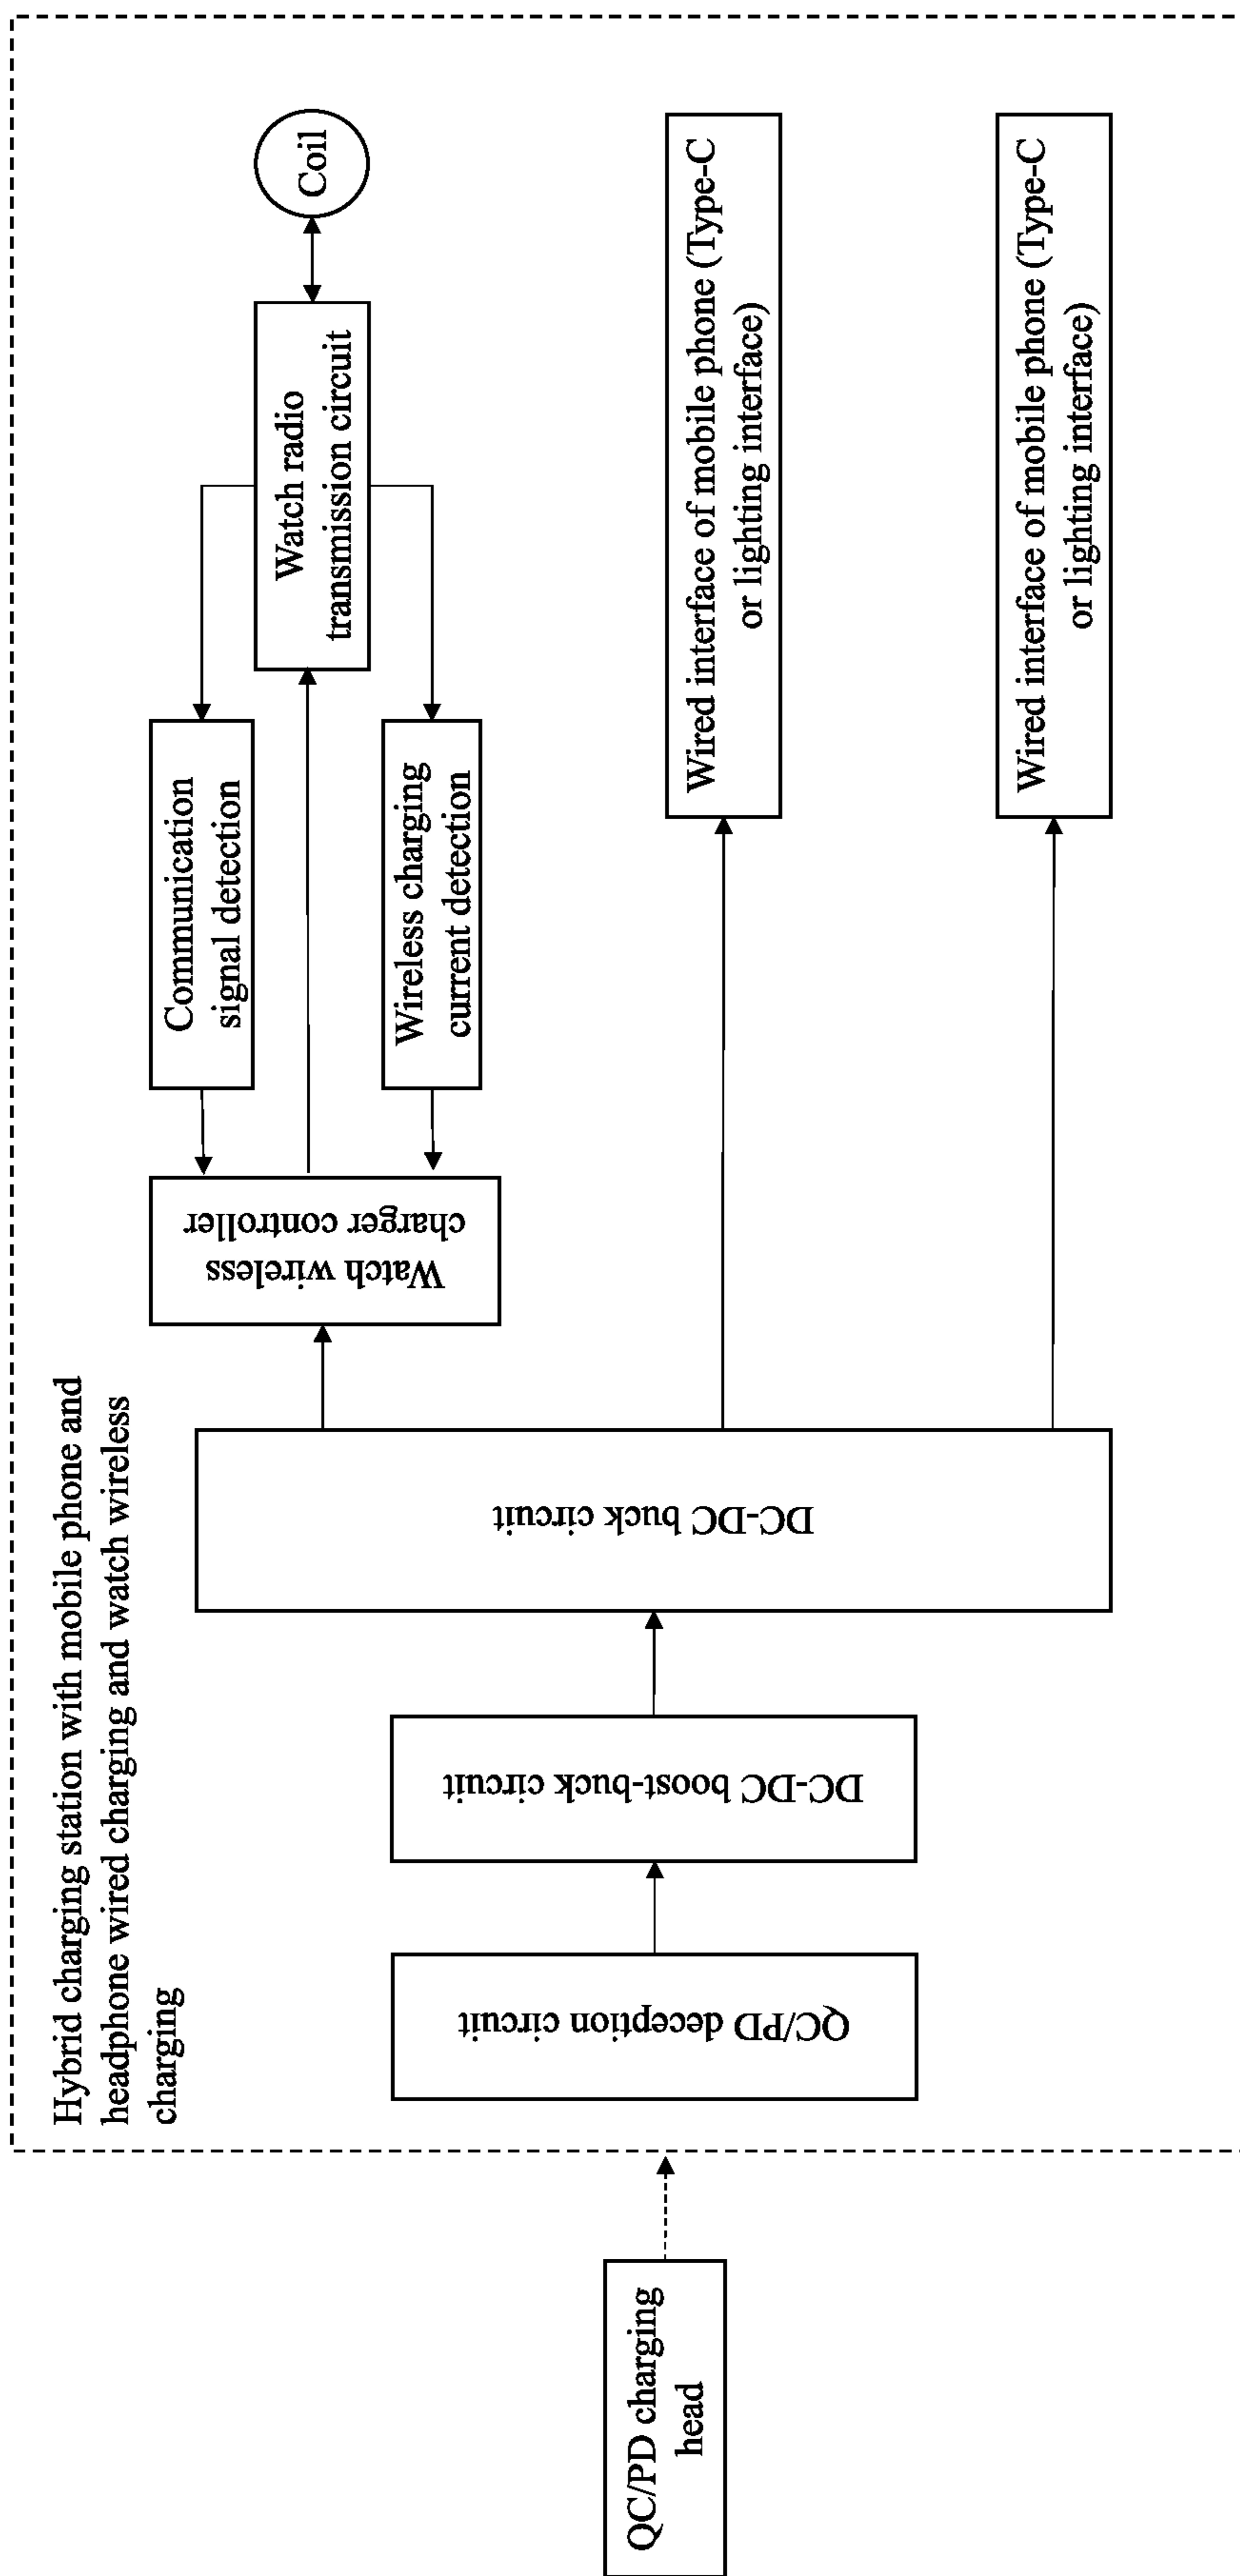 Hybrid charging station with mobile phone and
headphone wired charging and watch wireless
charging
QC/PD charging
head
QC/PD deception circuit
DC-DC boost-buck circuit
DC-DC buck circuit
Watch wireless
charger controller
Communication
signal detection
Wireless charging
current detection
Watch radio
transmission circuit
Coil
Wired interface of mobile phone (Type-C
or lighting interface)
Wired interface of mobile phone (Type-C
or lighting interface)